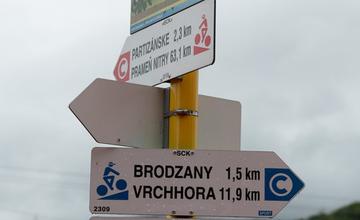 SCK
PARTIZÁNSKE 2,3 km
PRAMEŇ NITRY 63,1 km
C
SCK
BRODZANY 1,5 km
VRCHHORA 11,9 km
C
2309